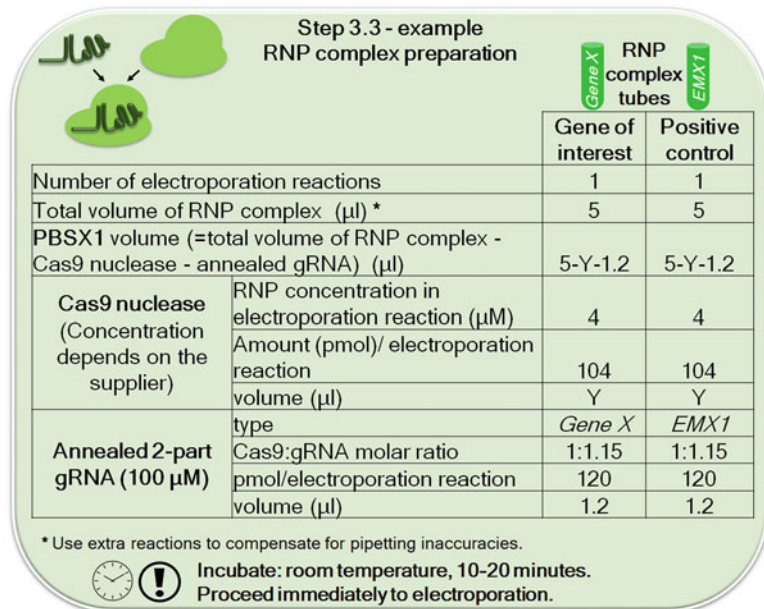 Step 3.3 - example
RNP complex preparation
Gene X
RNP
complex
tubes
EMX1
Gene of
interest
Positive
control
Number of electroporation reactions 1 1
Total volume of RNP complex (µl) * 5 5
PBSX1 volume (=total volume of RNP complex -
Cas9 nuclease - annealed gRNA) (µl) 5-Y-1.2 5-Y-1.2
Cas9 nuclease
(Concentration
depends on the
supplier)
RNP concentration in
electroporation reaction (µM) 4 4
Amount (pmol)/ electroporation
reaction 104 104
volume (µl) Y Y
Annealed 2-part
gRNA (100 µM)
type Gene X EMX1
Cas9:gRNA molar ratio 1:1.15 1:1.15
pmol/electroporation reaction 120 120
volume (µl) 1.2 1.2
* Use extra reactions to compensate for pipetting inaccuracies.
Incubate: room temperature, 10-20 minutes.
Proceed immediately to electroporation.